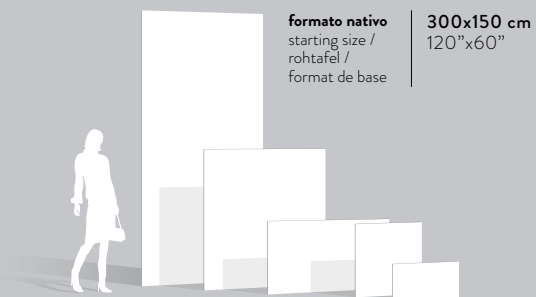 formato nativo
starting size /
rohtafel /
format de base
300x150 cm
120”x60”